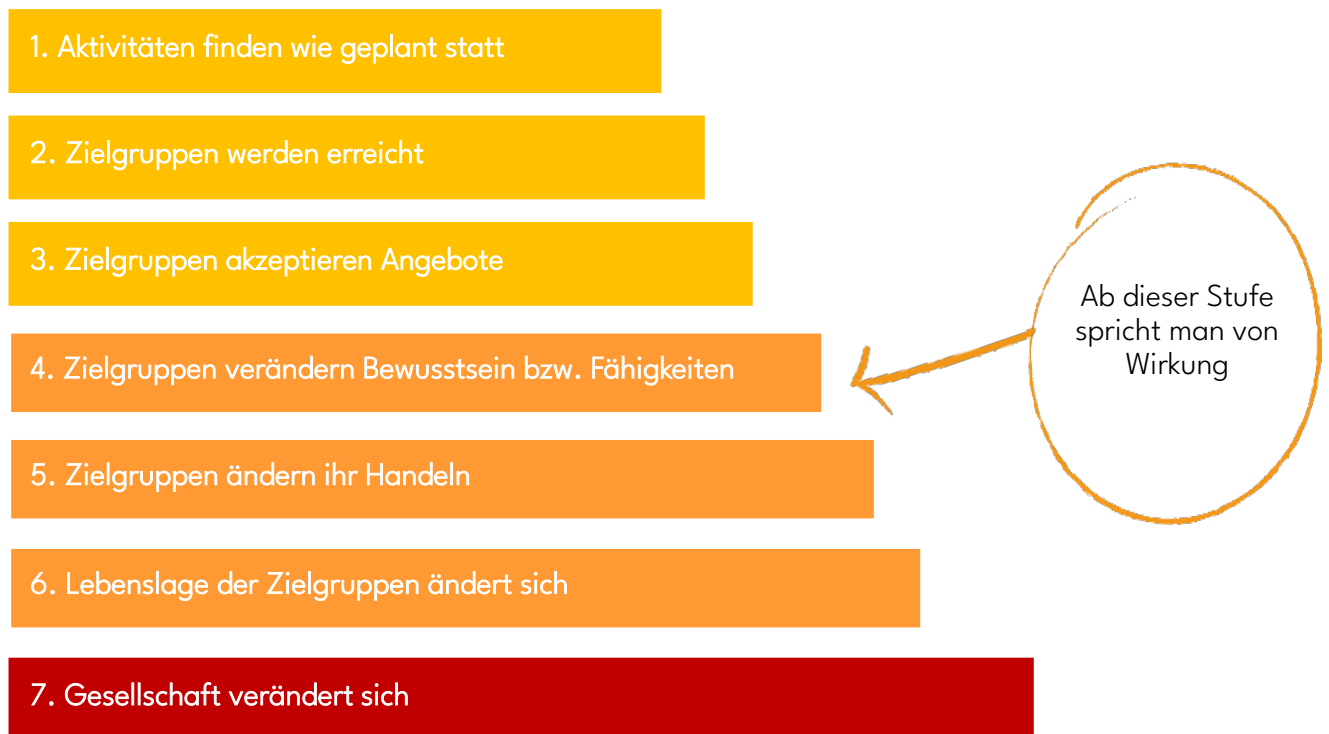 1. Aktivitäten finden wie geplant statt
2. Zielgruppen werden erreicht
3. Zielgruppen akzeptieren Angebote
4. Zielgruppen verändern Bewusstsein bzw. Fähigkeiten
5. Zielgruppen ändern ihr Handeln
6. Lebenslage der Zielgruppen ändert sich
7. Gesellschaft verändert sich
Ab dieser Stufe
spricht man von
Wirkung